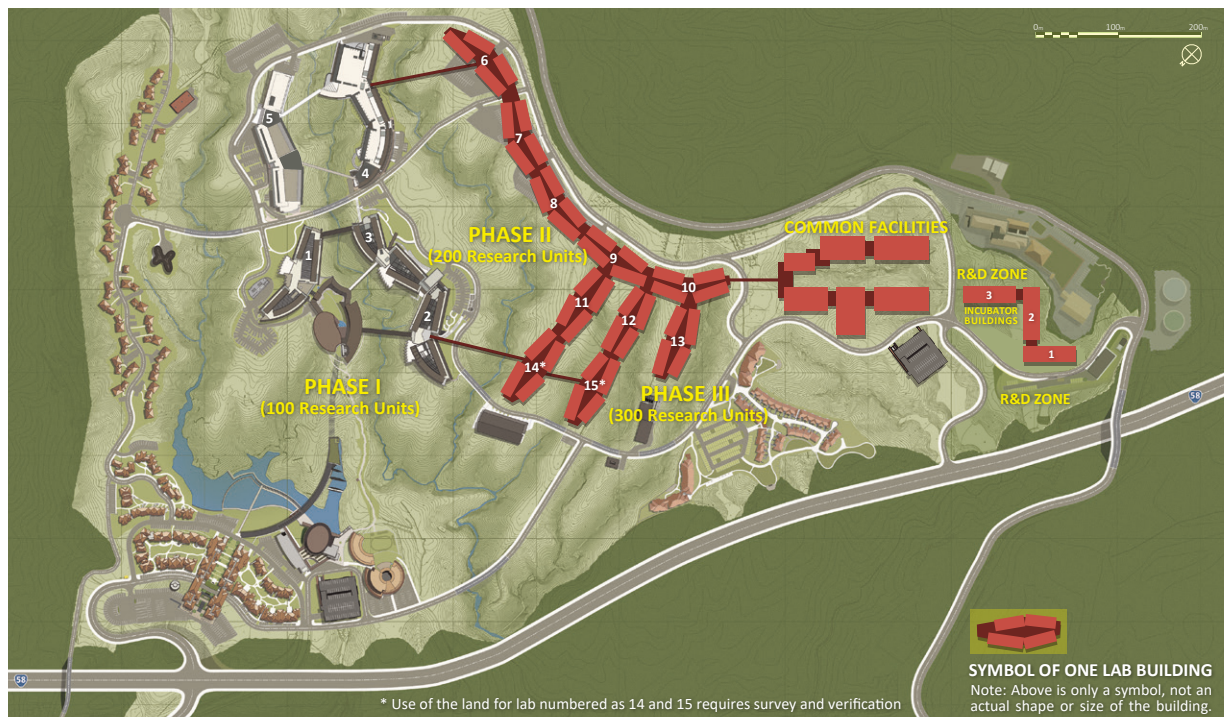 0m 100m 200m
6
5
7
4
8
COMMON FACILITIES
PHASE II
(200 Research Units)
3
1
9
R&D ZONE
10
3
INCUBATOR
BUILDINGS
2
11
12
2
13
1
14*
15*
PHASE I
(100 Research Units)
PHASE III
(300 Research Units)
R&D ZONE
58
58
SYMBOL OF ONE LAB BUILDING
Note: Above is only a symbol, not an
actual shape or size of the building.
* Use of the land for lab numbered as 14 and 15 requires survey and verification